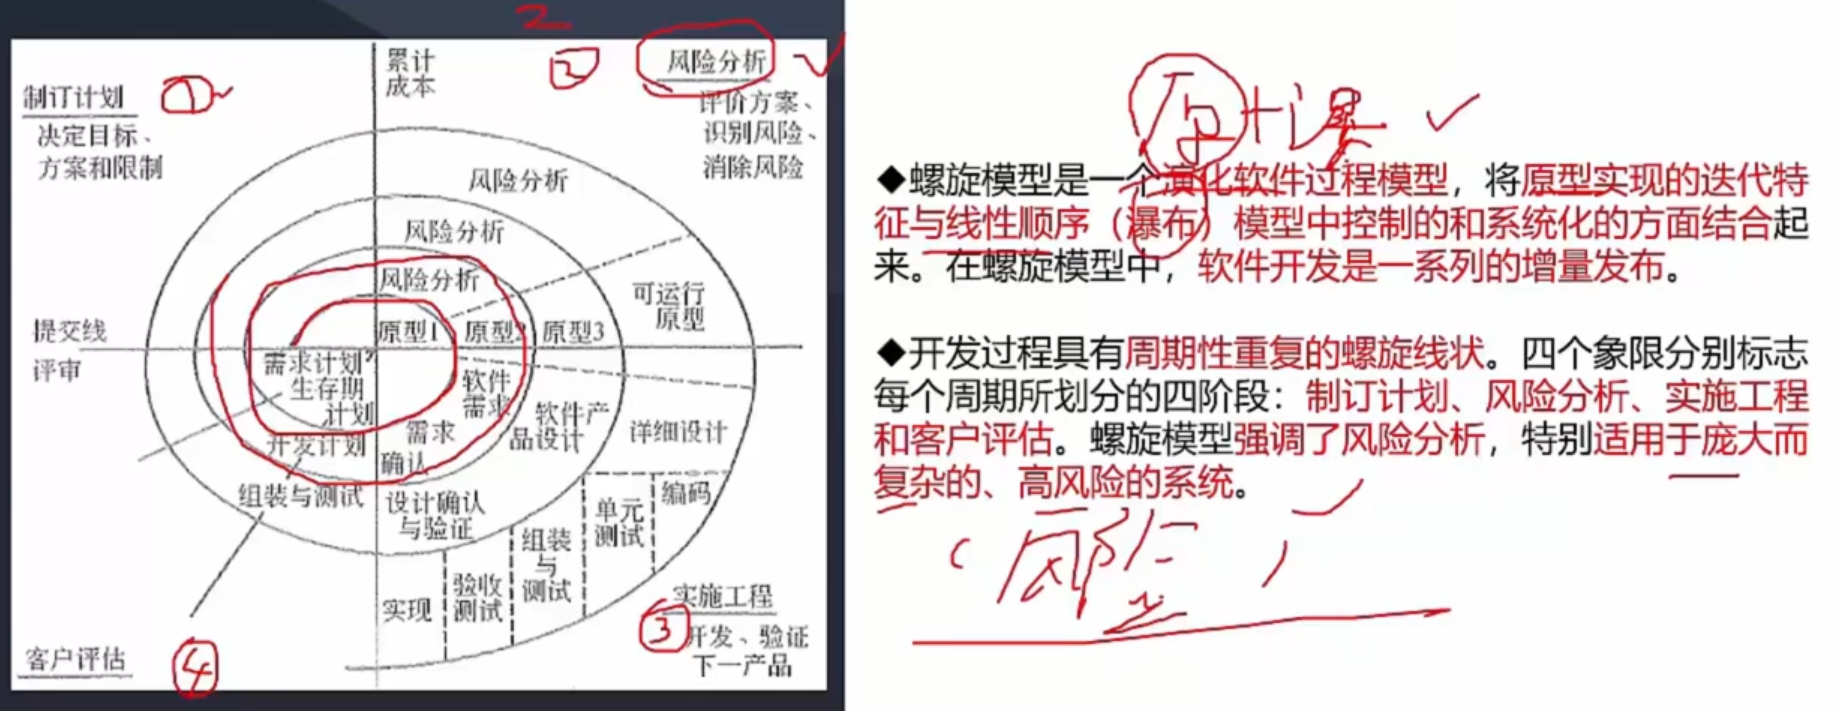 2
②
风险分析
制订计划
①
累计
成本
决定目标、
方案和限制
评价方案、
识别风险、
消除风险
风险分析
风险分析
风险分析
可运行
原型
提交线
原型1
原型2
原型3
评审
需求计划
生存期
计划
软件
需求
开发计划
需求
确认
软件产
品设计
详细设计
组装与测试
设计确认
与验证
单元
测试
编码
组装
与
测试
实现
验收
测试
实施工程
③
开发、验证
下一产品
客户评估
④
原+瀑
◆螺旋模型是一个演化软件过程模型，将原型实现的迭代特
征与线性顺序（瀑布）模型中控制的和系统化的方面结合起
来。在螺旋模型中，软件开发是一系列的增量发布。
◆开发过程具有周期性重复的螺旋线状。四个象限分别标志
每个周期所划分的四阶段：制订计划、风险分析、实施工程
和客户评估。螺旋模型强调了风险分析，特别适用于庞大而
复杂的、高风险的系统。
（风险）